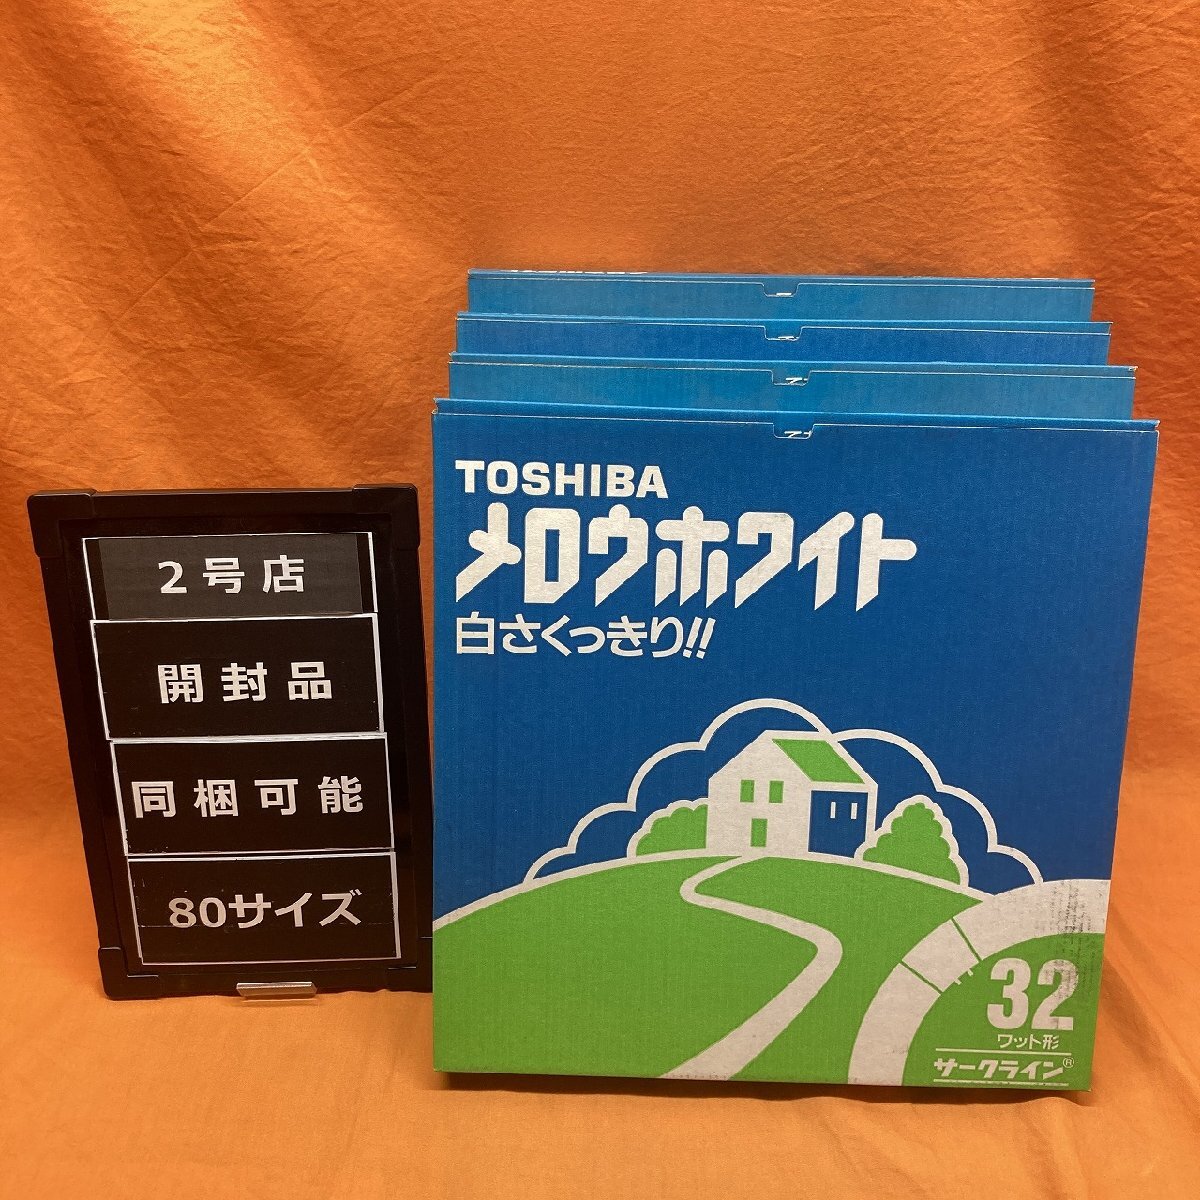 2号店
開封品
同梱可能
80サイズ
TOSHIBA
メロウホワイト
白さくっきり!!
32
ワット形
サークライン®